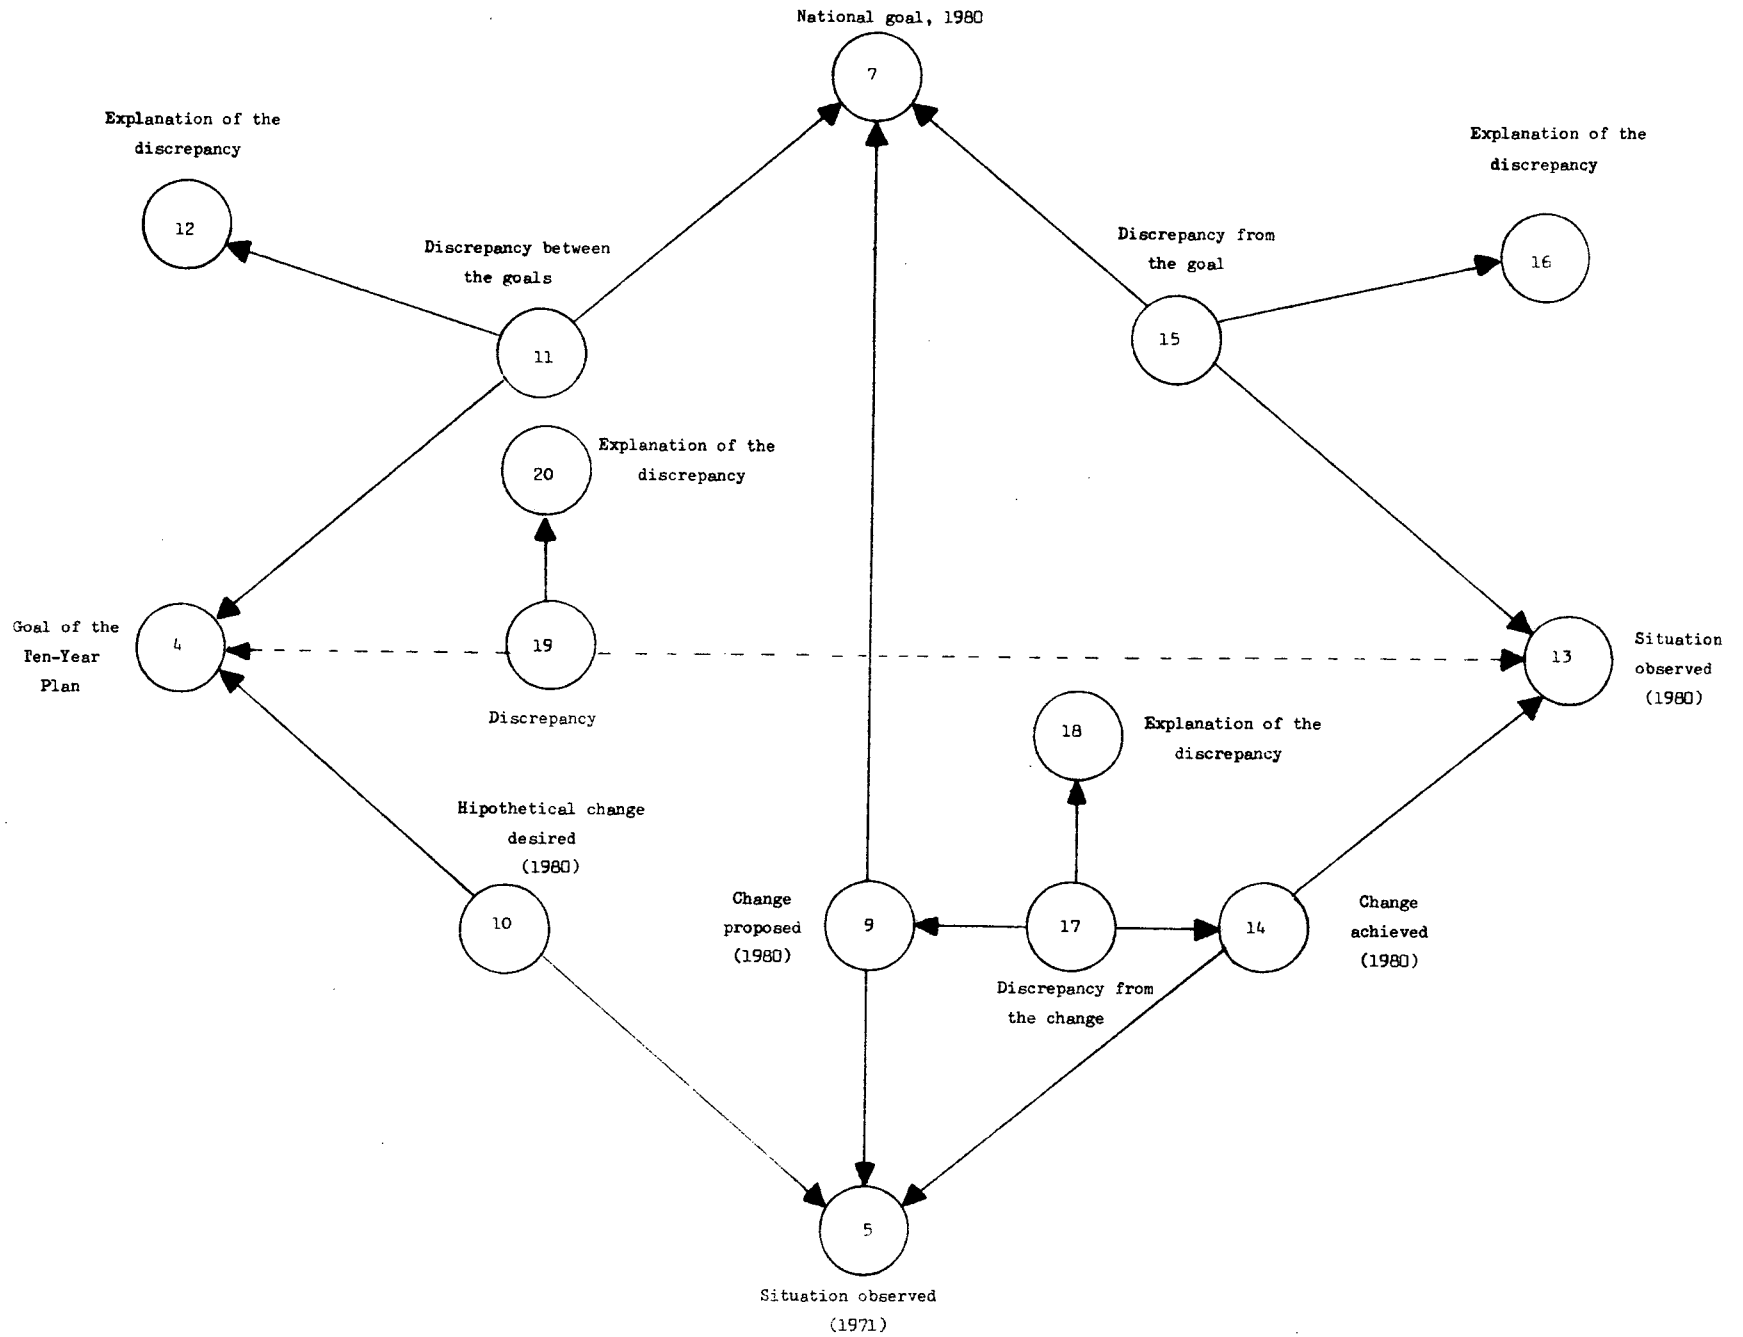 National goal, 1980
7
Explanation of the
discrepancy
12
Explanation of the
discrepancy
16
Discrepancy between
the goals
11
Discrepancy from
the goal
15
20
Explanation of the
discrepancy
Goal of the
Ten-Year
Plan
4
19
Discrepancy
13
Situation
observed
(1980)
18
Explanation of the
discrepancy
Hipothetical change
desired
(1980)
10
Change
proposed
(1980)
9
17
Discrepancy from
the change
14
Change
achieved
(1980)
5
Situation observed
(1971)